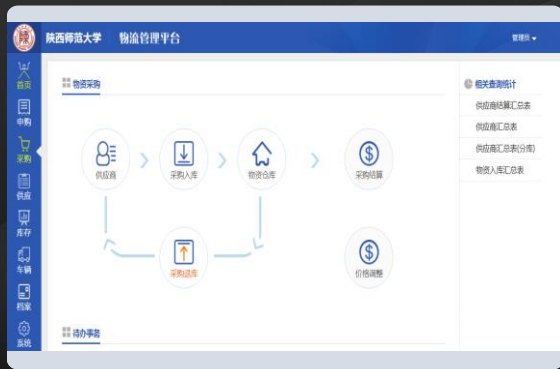 陕西师范大学 物流管理平台
管理员
首页
申购
采购
供应
库存
车辆
档案
系统
物资采购
供应商
采购入库
物资仓库
采购结算
采购退库
价格调整
待办事务
相关查询统计
供应商结算汇总表
供应商汇总表
供应商汇总表(分库)
物资入库汇总表